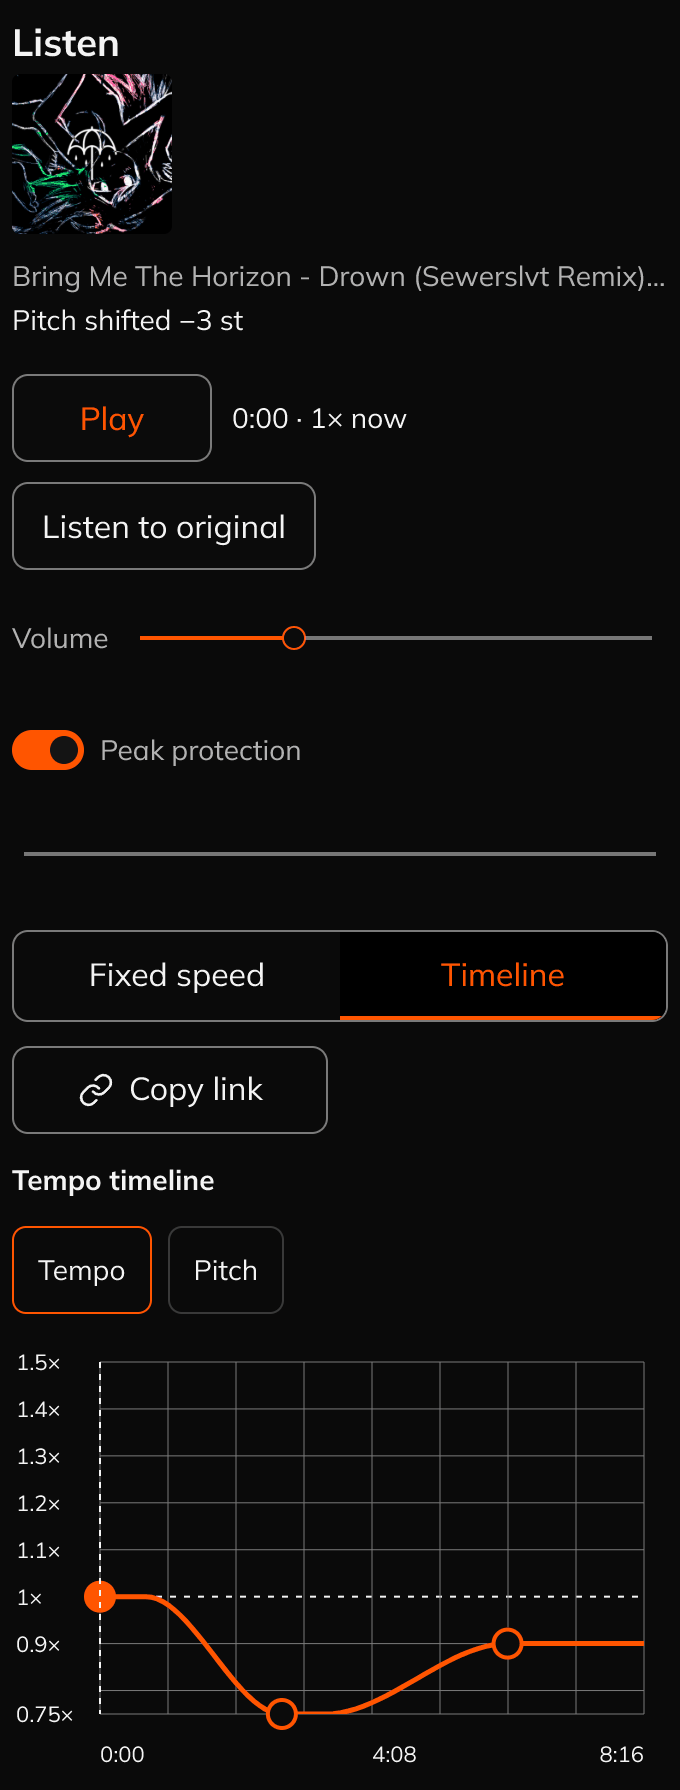 Listen
Bring Me The Horizon - Drown (Sewerslvt Remix)...
Pitch shifted −3 st
Play
0:00 · 1× now
Listen to original
Volume
Peak protection
Fixed speed
Timeline
Copy link
Tempo timeline
Tempo
Pitch
1.5×
1.4×
1.3×
1.2×
1.1×
1×
0.9×
0.75×
0:00
4:08
8:16